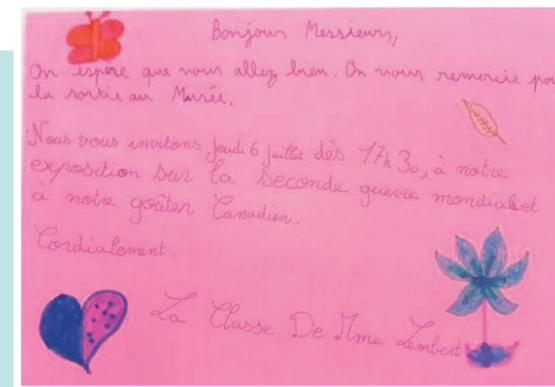 Bonjour Messieurs,
On espère que vous allez bien. On vous remercie pou
la sortie au Musée.
Nous vous invitons jeudi 6 juillet dès 17h30, à notre
exposition sur la seconde guerre mondiale et
à notre goûter Canadien.
Cordialement.
La Classe De Mme Lembert